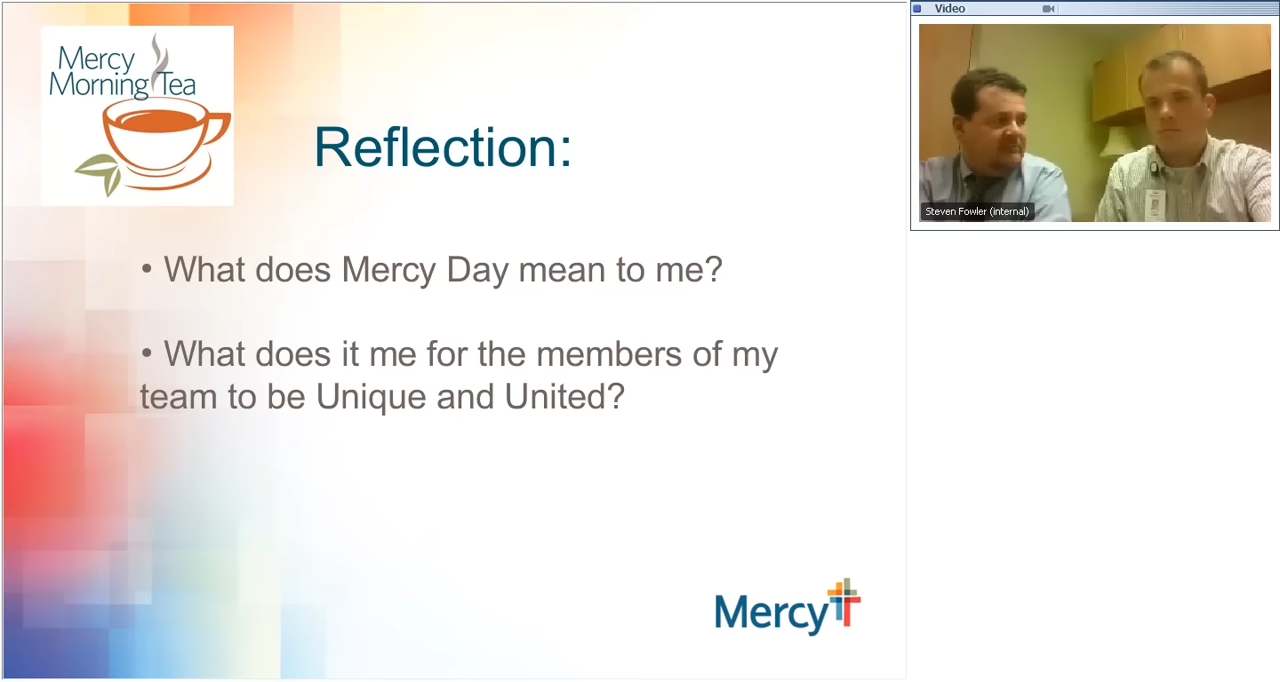 Mercy
Morning Tea
Reflection:
• What does Mercy Day mean to me?
• What does it me for the members of my
team to be Unique and United?
Mercy
Video
Steven Fowler (internal)